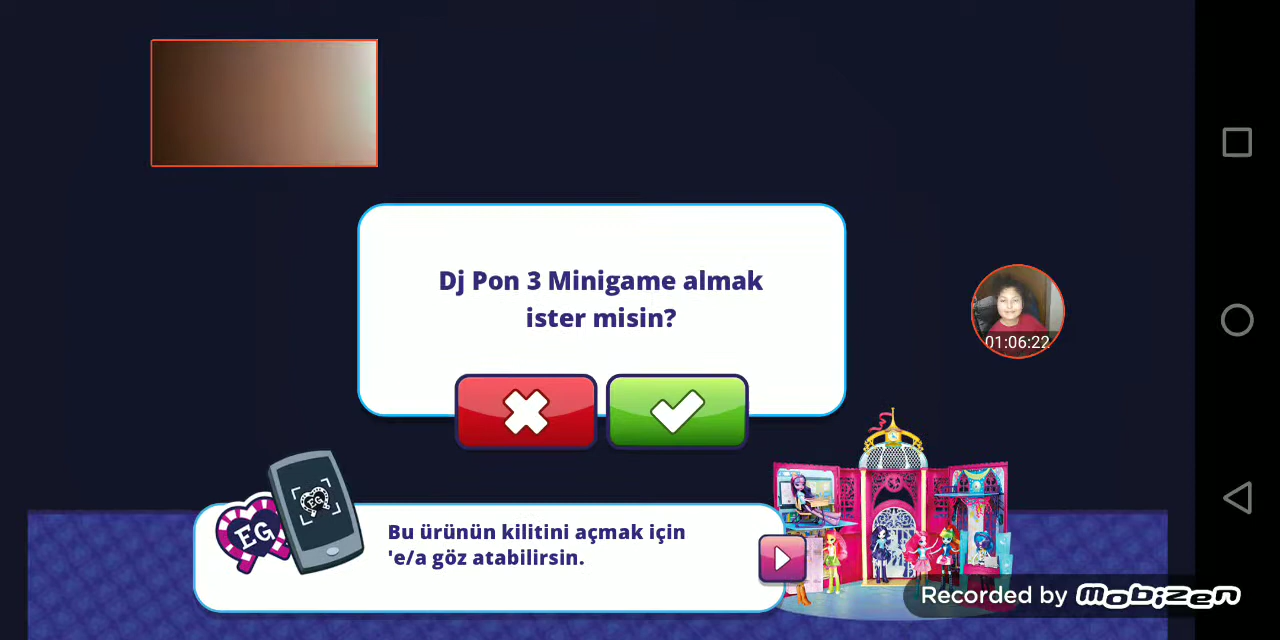 Dj Pon 3 Minigame almak
ister misin?
01:06:22
EG
EG
Bu ürünün kilitini açmak için
'e/a göz atabilirsin.
Recorded by Mobizen